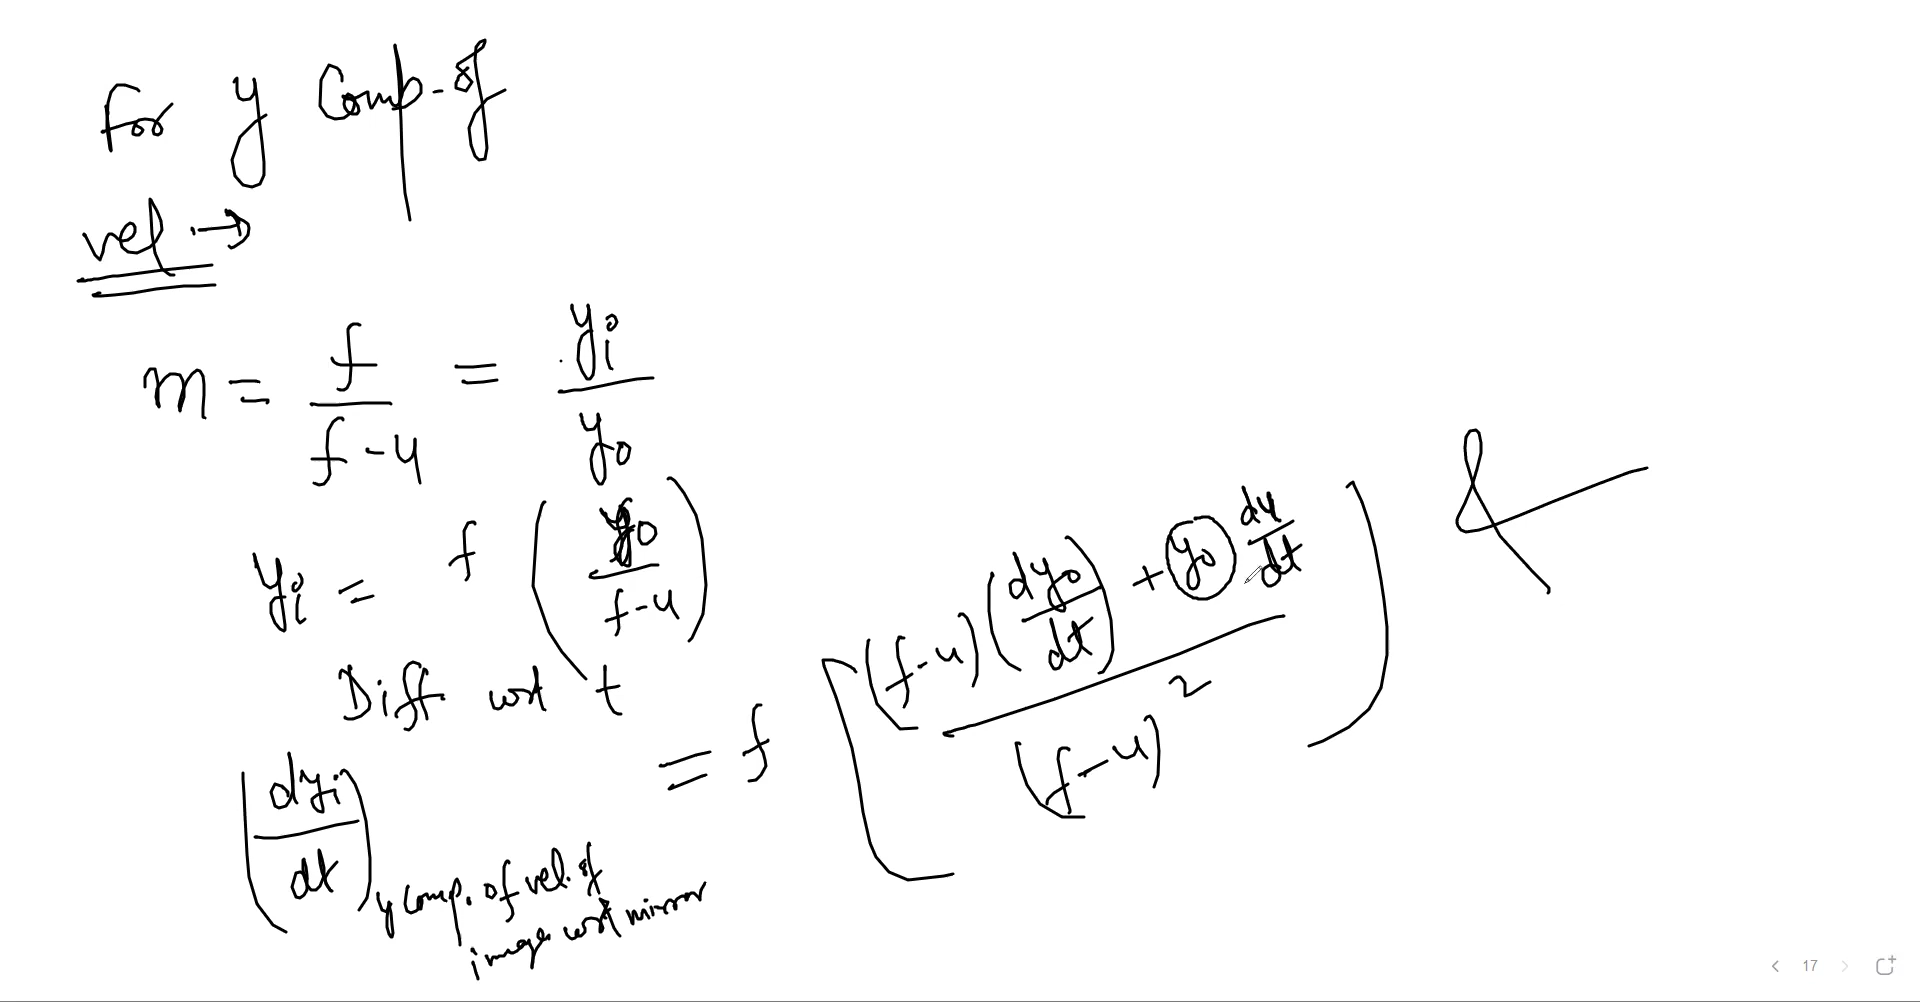 For y Comp. of
vel. →
m = f/(f-u) = yi/yo
yi = f (yo/(f-u))
Diff wrt t
(dyi/dt) y comp. of vel. of image wrt mirror = f [((f-u)(dyo/dt) + yo du/dt)/(f-u)²]
17